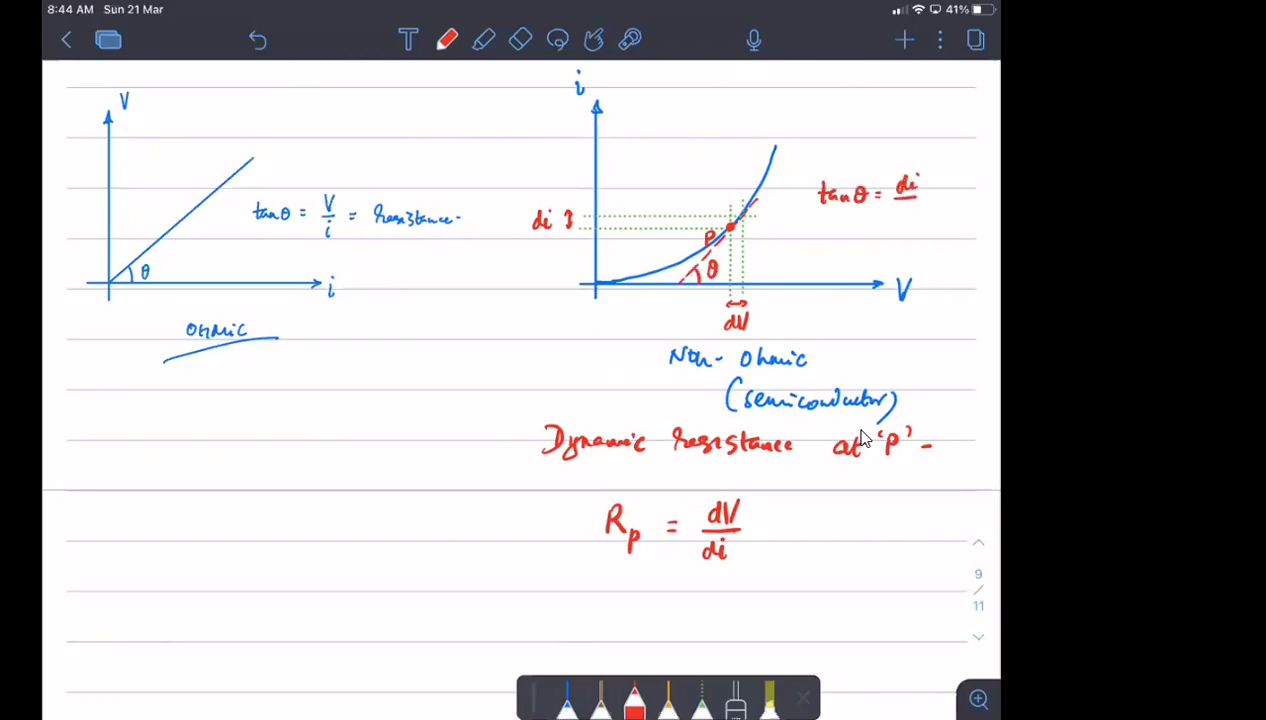 8:44 AM Sun 21 Mar
41%
T
V
tanθ = V/i = Resistance-
θ
i
OHMIC
i
tanθ = di
di
P
θ
V
dV
Non- Ohmic
(semiconductor)
Dynamic Resistance at 'P' -
Rp = dV/di
9
/
11